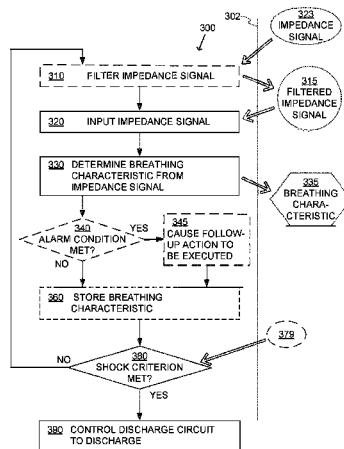 300
302
323
IMPEDANCE
SIGNAL
310 FILTER IMPEDANCE SIGNAL
315
FILTERED
IMPEDANCE
SIGNAL
320 INPUT IMPEDANCE SIGNAL
330 DETERMINE BREATHING
CHARACTERISTIC FROM
IMPEDANCE SIGNAL
335
BREATHING
CHARA-
CTERISTIC
340
ALARM CONDITION
MET?
YES
NO
345
CAUSE FOLLOW-
UP ACTION TO
BE EXECUTED
360 STORE BREATHING
CHARACTERISTIC
379
380
SHOCK CRITERION
MET?
NO
YES
390 CONTROL DISCHARGE CIRCUIT
TO DISCHARGE